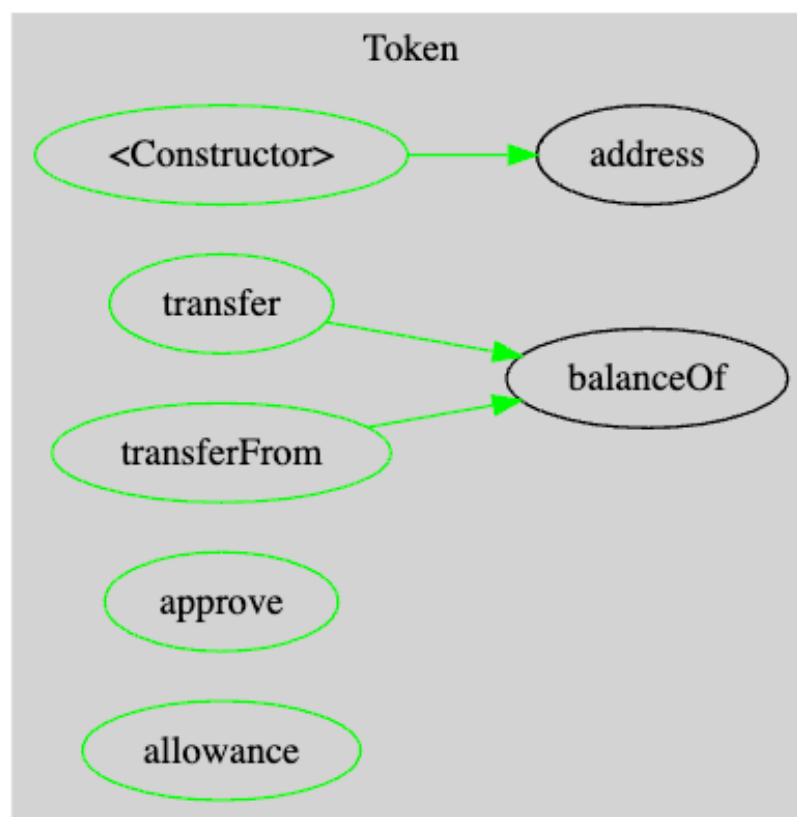 Token
<Constructor>
address
transfer
balanceOf
transferFrom
approve
allowance